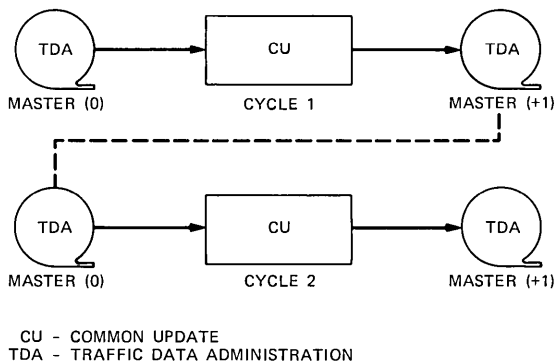 TDA CU TDA
MASTER (0) CYCLE 1 MASTER (+1)
TDA CU TDA
MASTER (0) CYCLE 2 MASTER (+1)
CU - COMMON UPDATE
TDA - TRAFFIC DATA ADMINISTRATION